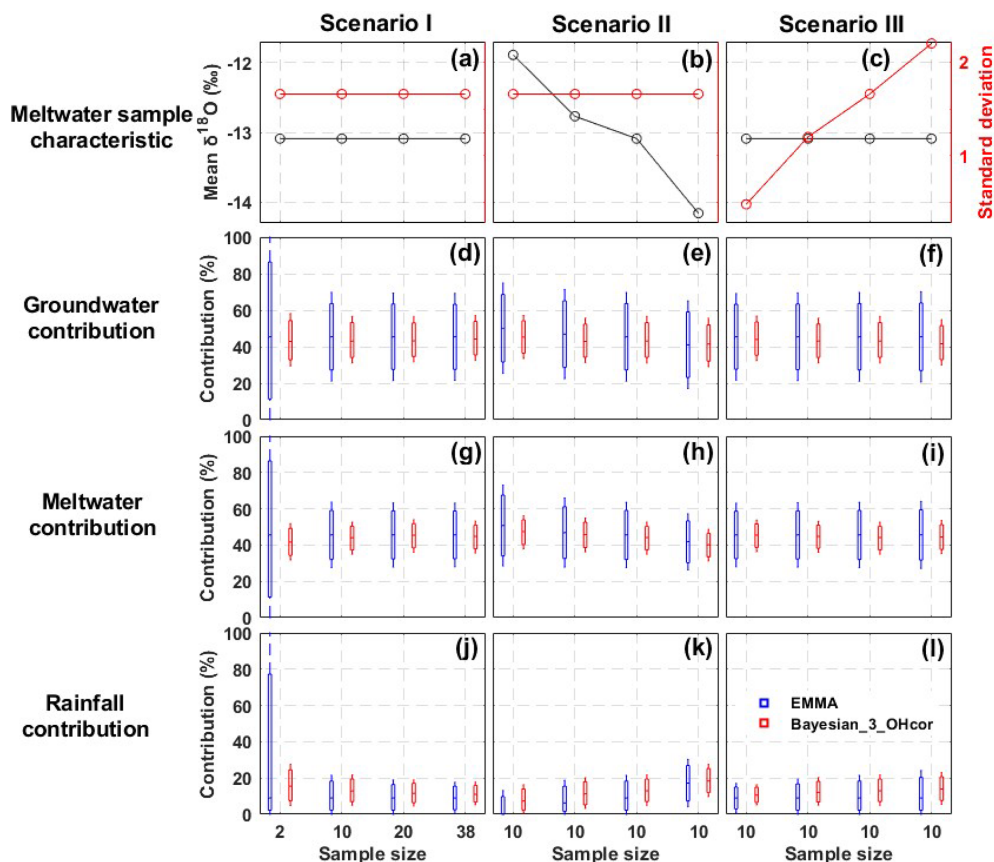 Scenario I
Scenario II
Scenario III
Meltwater sample
characteristic
Mean δ¹⁸O (‰)
-12
-13
-14
(a)
(b)
(c)
2
1
Standard deviation
Groundwater
contribution
Contribution (%)
100
80
60
40
20
0
(d)
(e)
(f)
Meltwater
contribution
Contribution (%)
100
80
60
40
20
0
(g)
(h)
(i)
Rainfall
contribution
Contribution (%)
100
80
60
40
20
0
(j)
(k)
(l)
EMMA
Bayesian_3_OHcor
2 10 20 38
10 10 10 10
10 10 10 10
Sample size
Sample size
Sample size